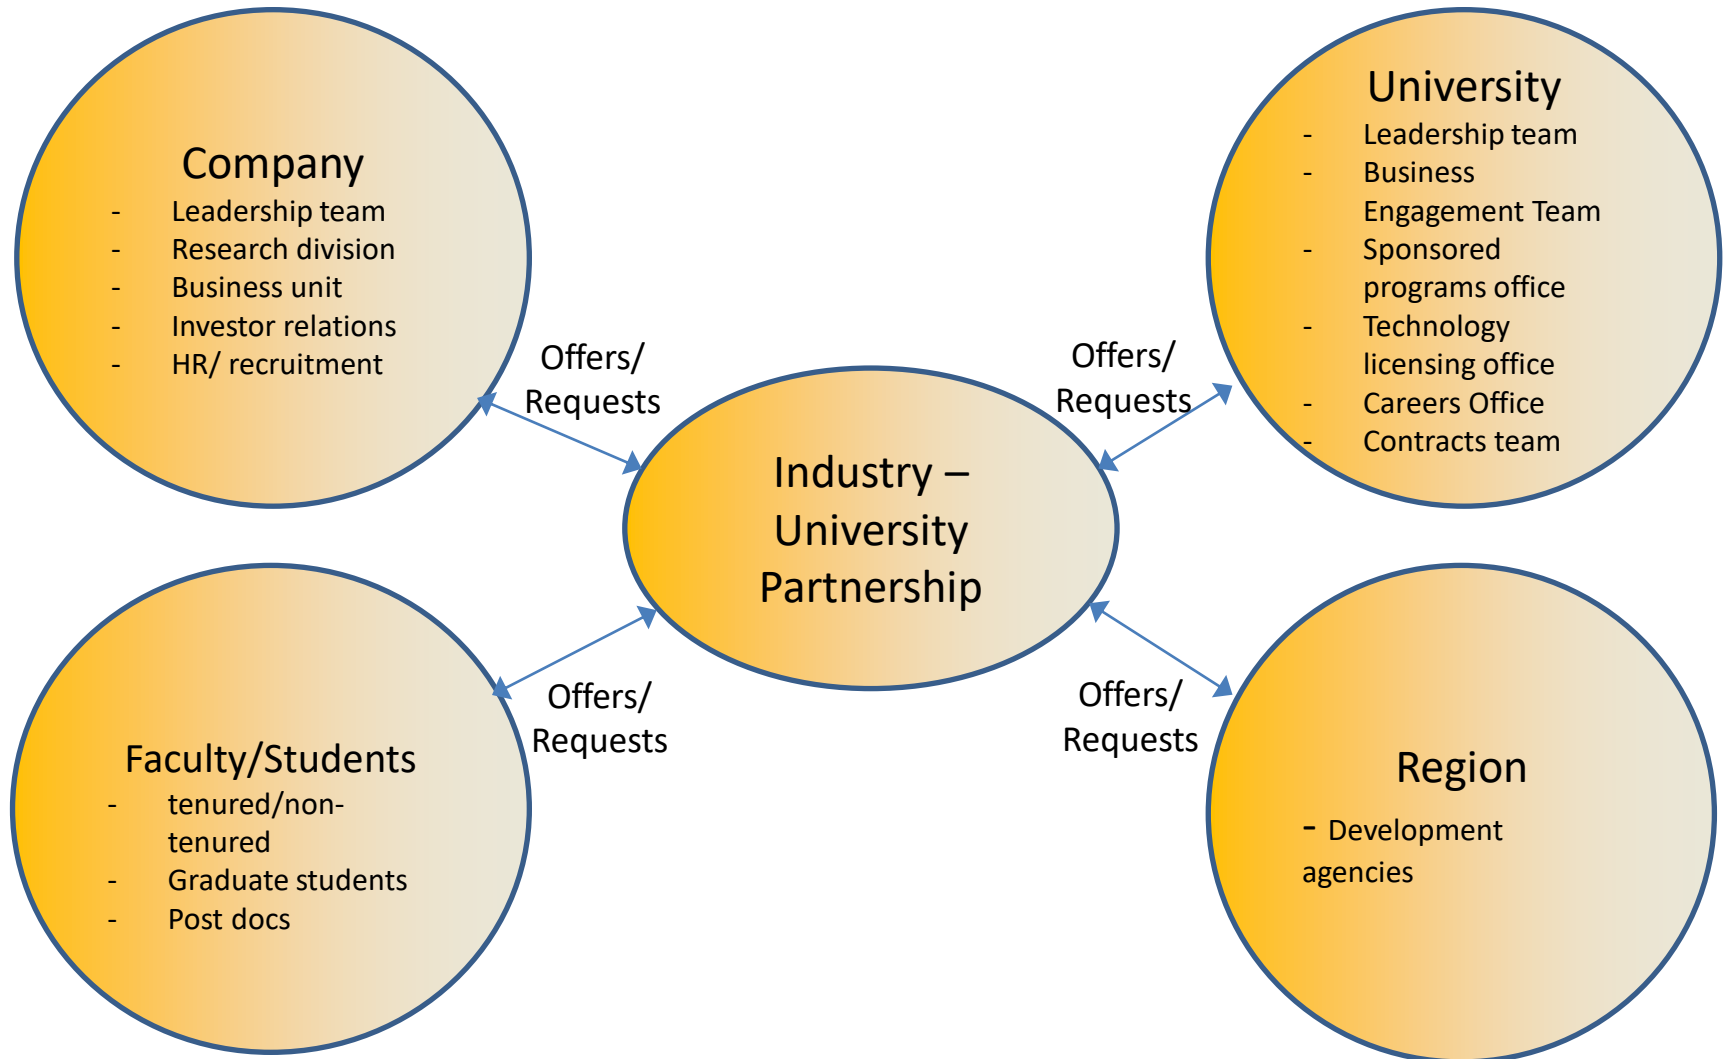 Company
- Leadership team
- Research division
- Business unit
- Investor relations
- HR/ recruitment
University
- Leadership team
- Business
Engagement Team
- Sponsored
programs office
- Technology
licensing office
- Careers Office
- Contracts team
Offers/
Requests
Offers/
Requests
Industry –
University
Partnership
Faculty/Students
- tenured/non-
tenured
- Graduate students
- Post docs
Offers/
Requests
Offers/
Requests
Region
- Development
agencies